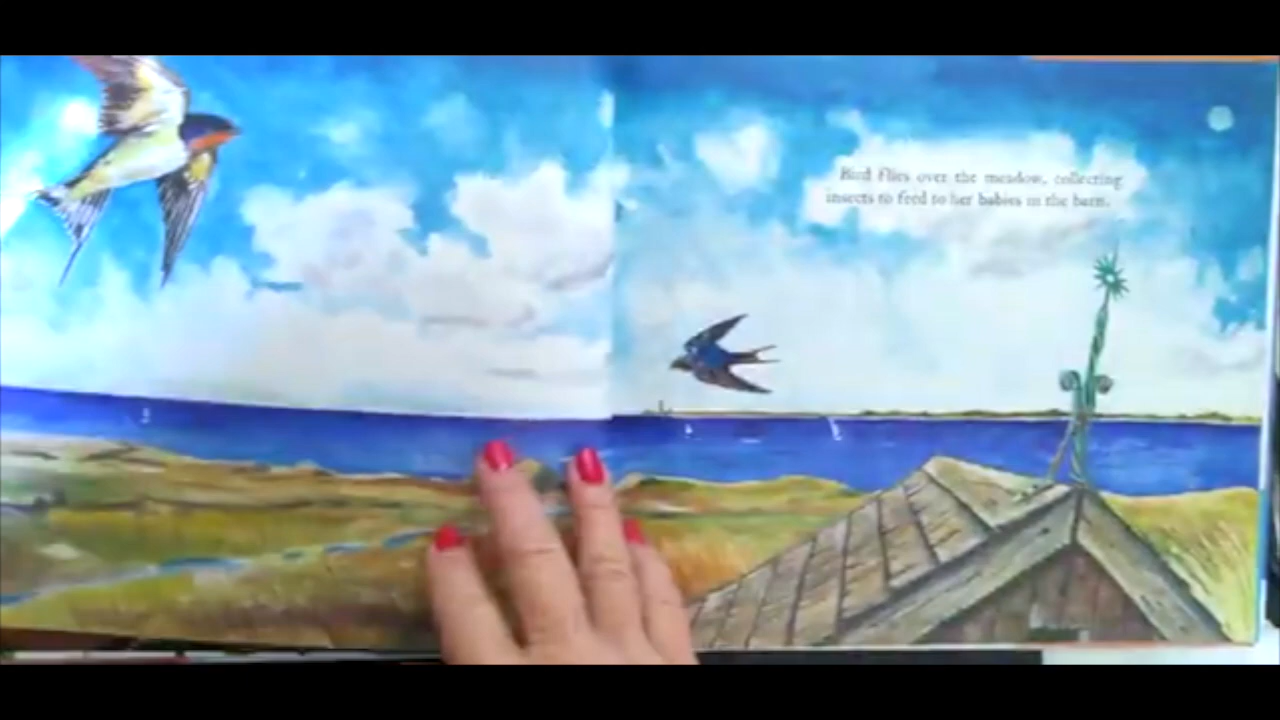 Bird flies over the meadow, collecting
insects to feed to her babies in the barn.